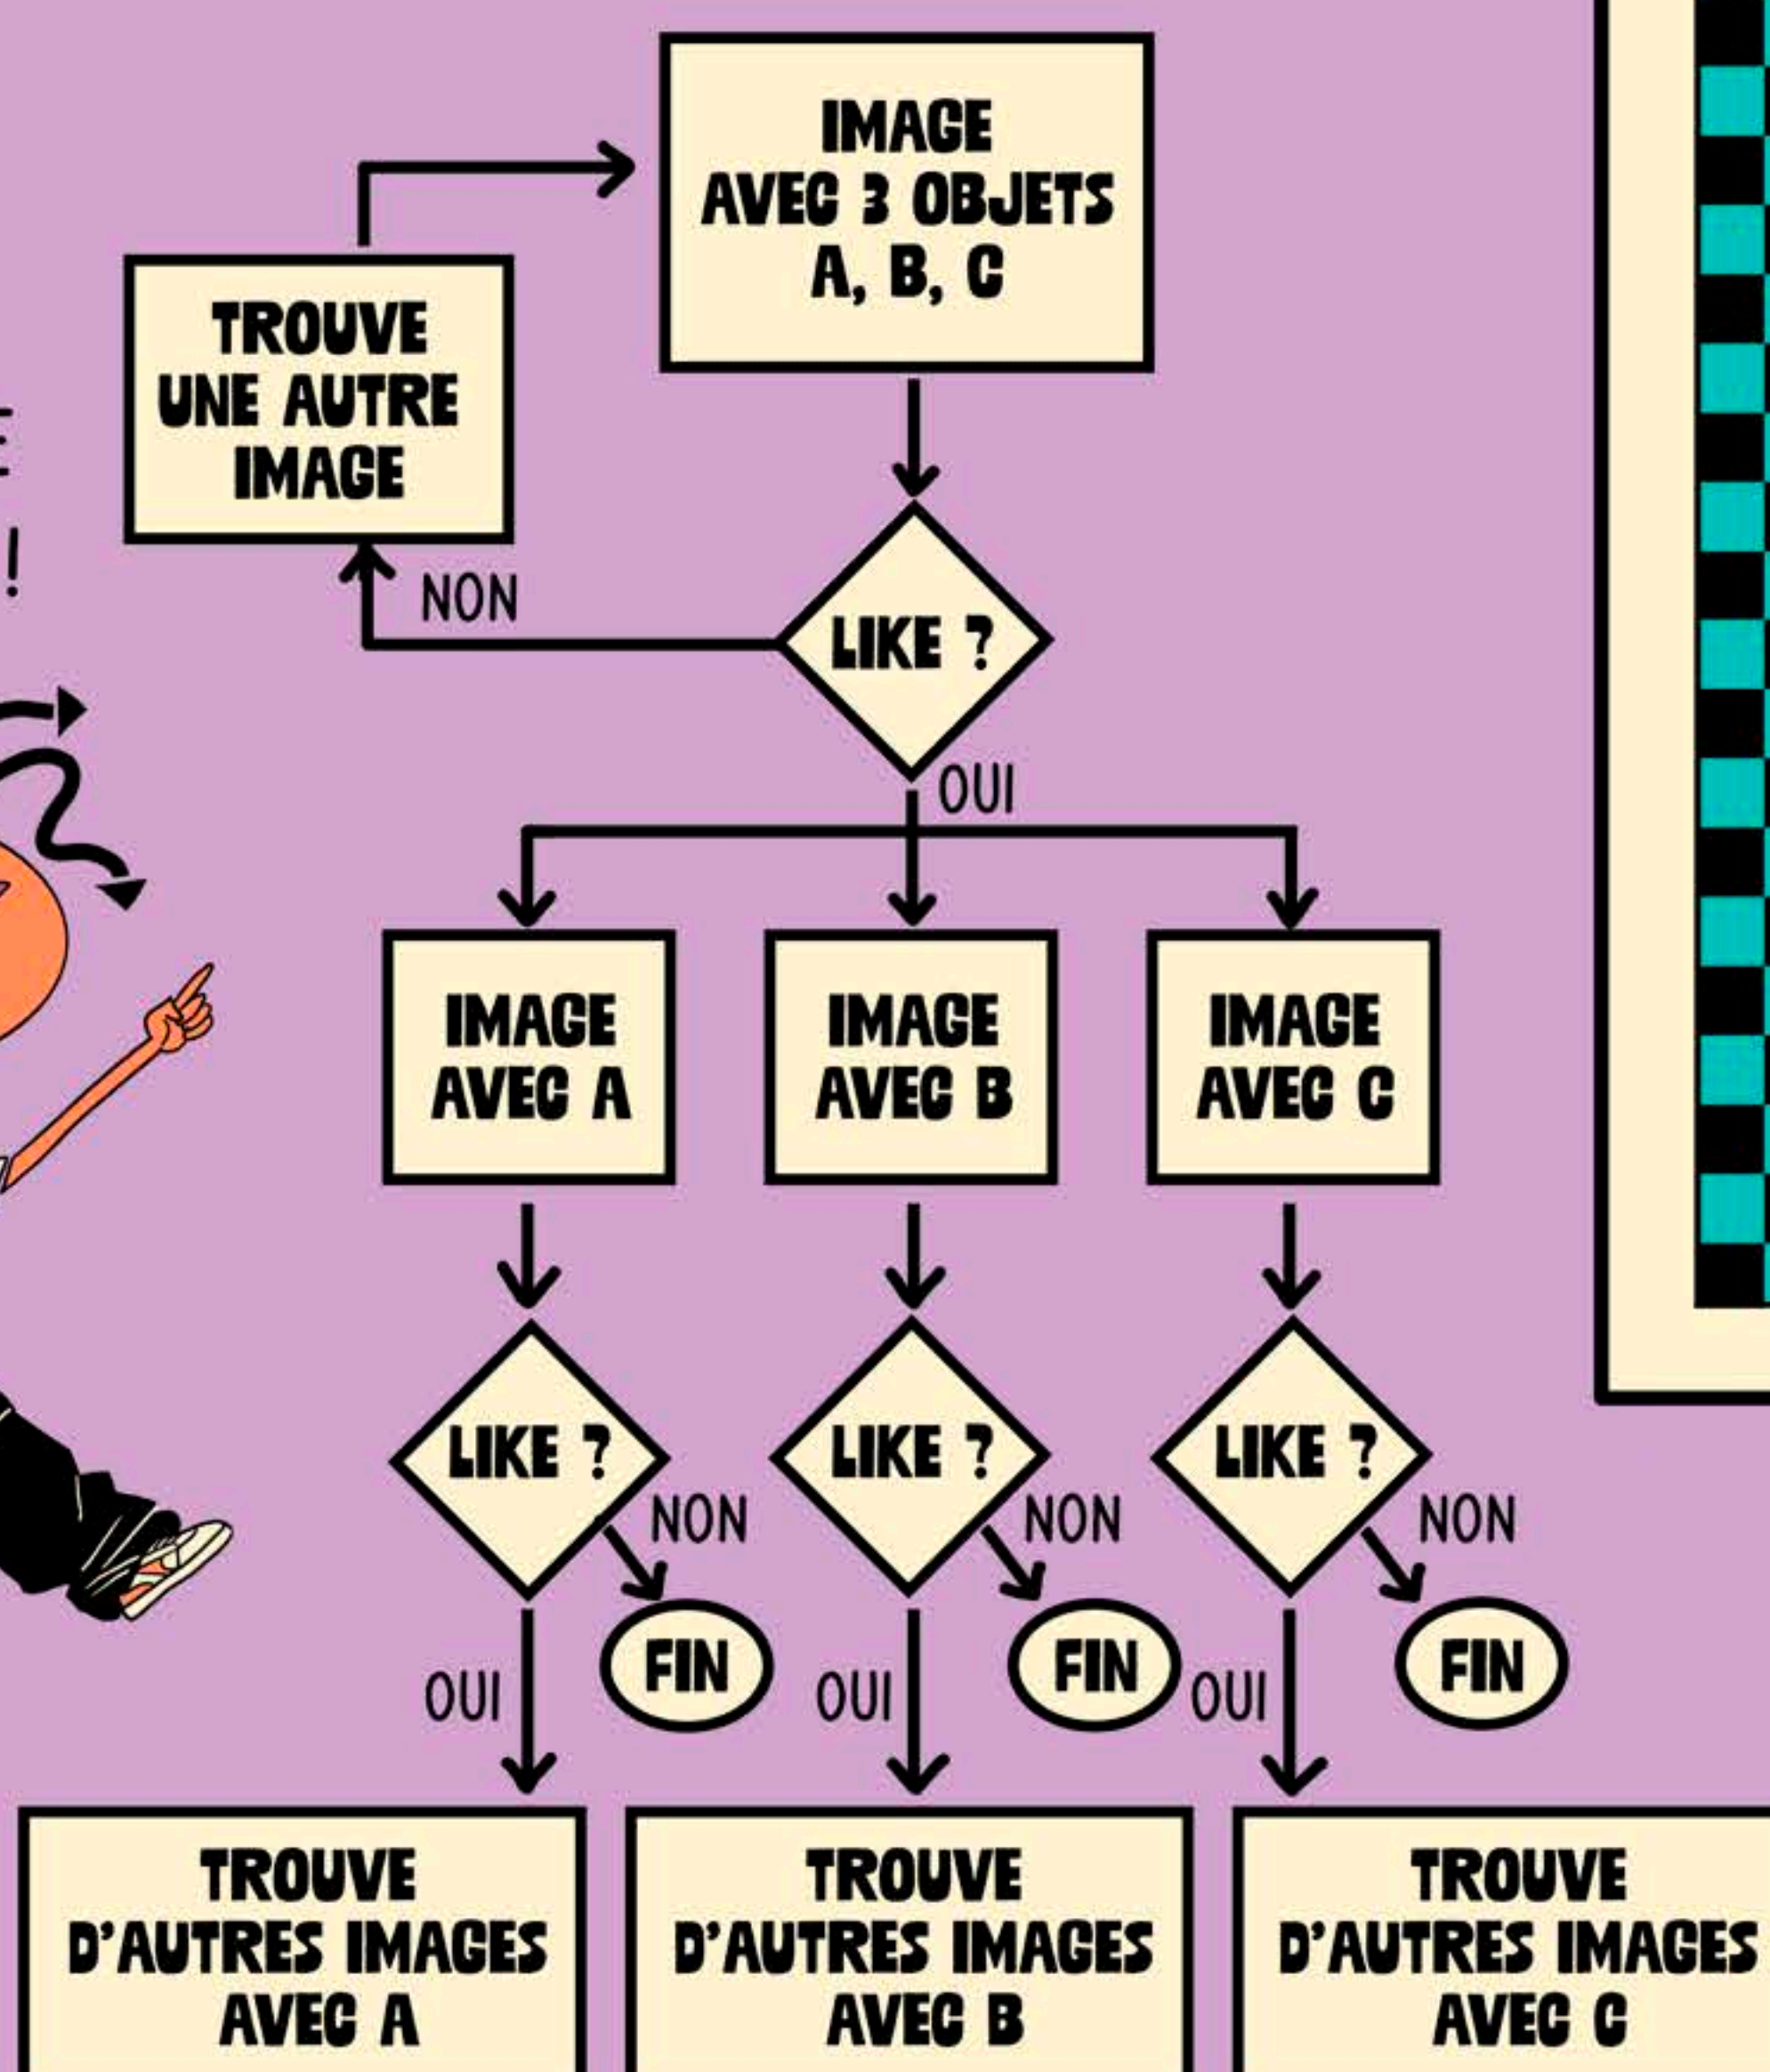 IMAGE
AVEC 3 OBJETS
A, B, C
TROUVE
UNE AUTRE
IMAGE
NON
LIKE ?
OUI
IMAGE
AVEC A
IMAGE
AVEC B
IMAGE
AVEC C
LIKE ?
NON
LIKE ?
NON
LIKE ?
NON
FIN
FIN
FIN
OUI
OUI
OUI
TROUVE
D'AUTRES IMAGES
AVEC A
TROUVE
D'AUTRES IMAGES
AVEC B
TROUVE
D'AUTRES IMAGES
AVEC C